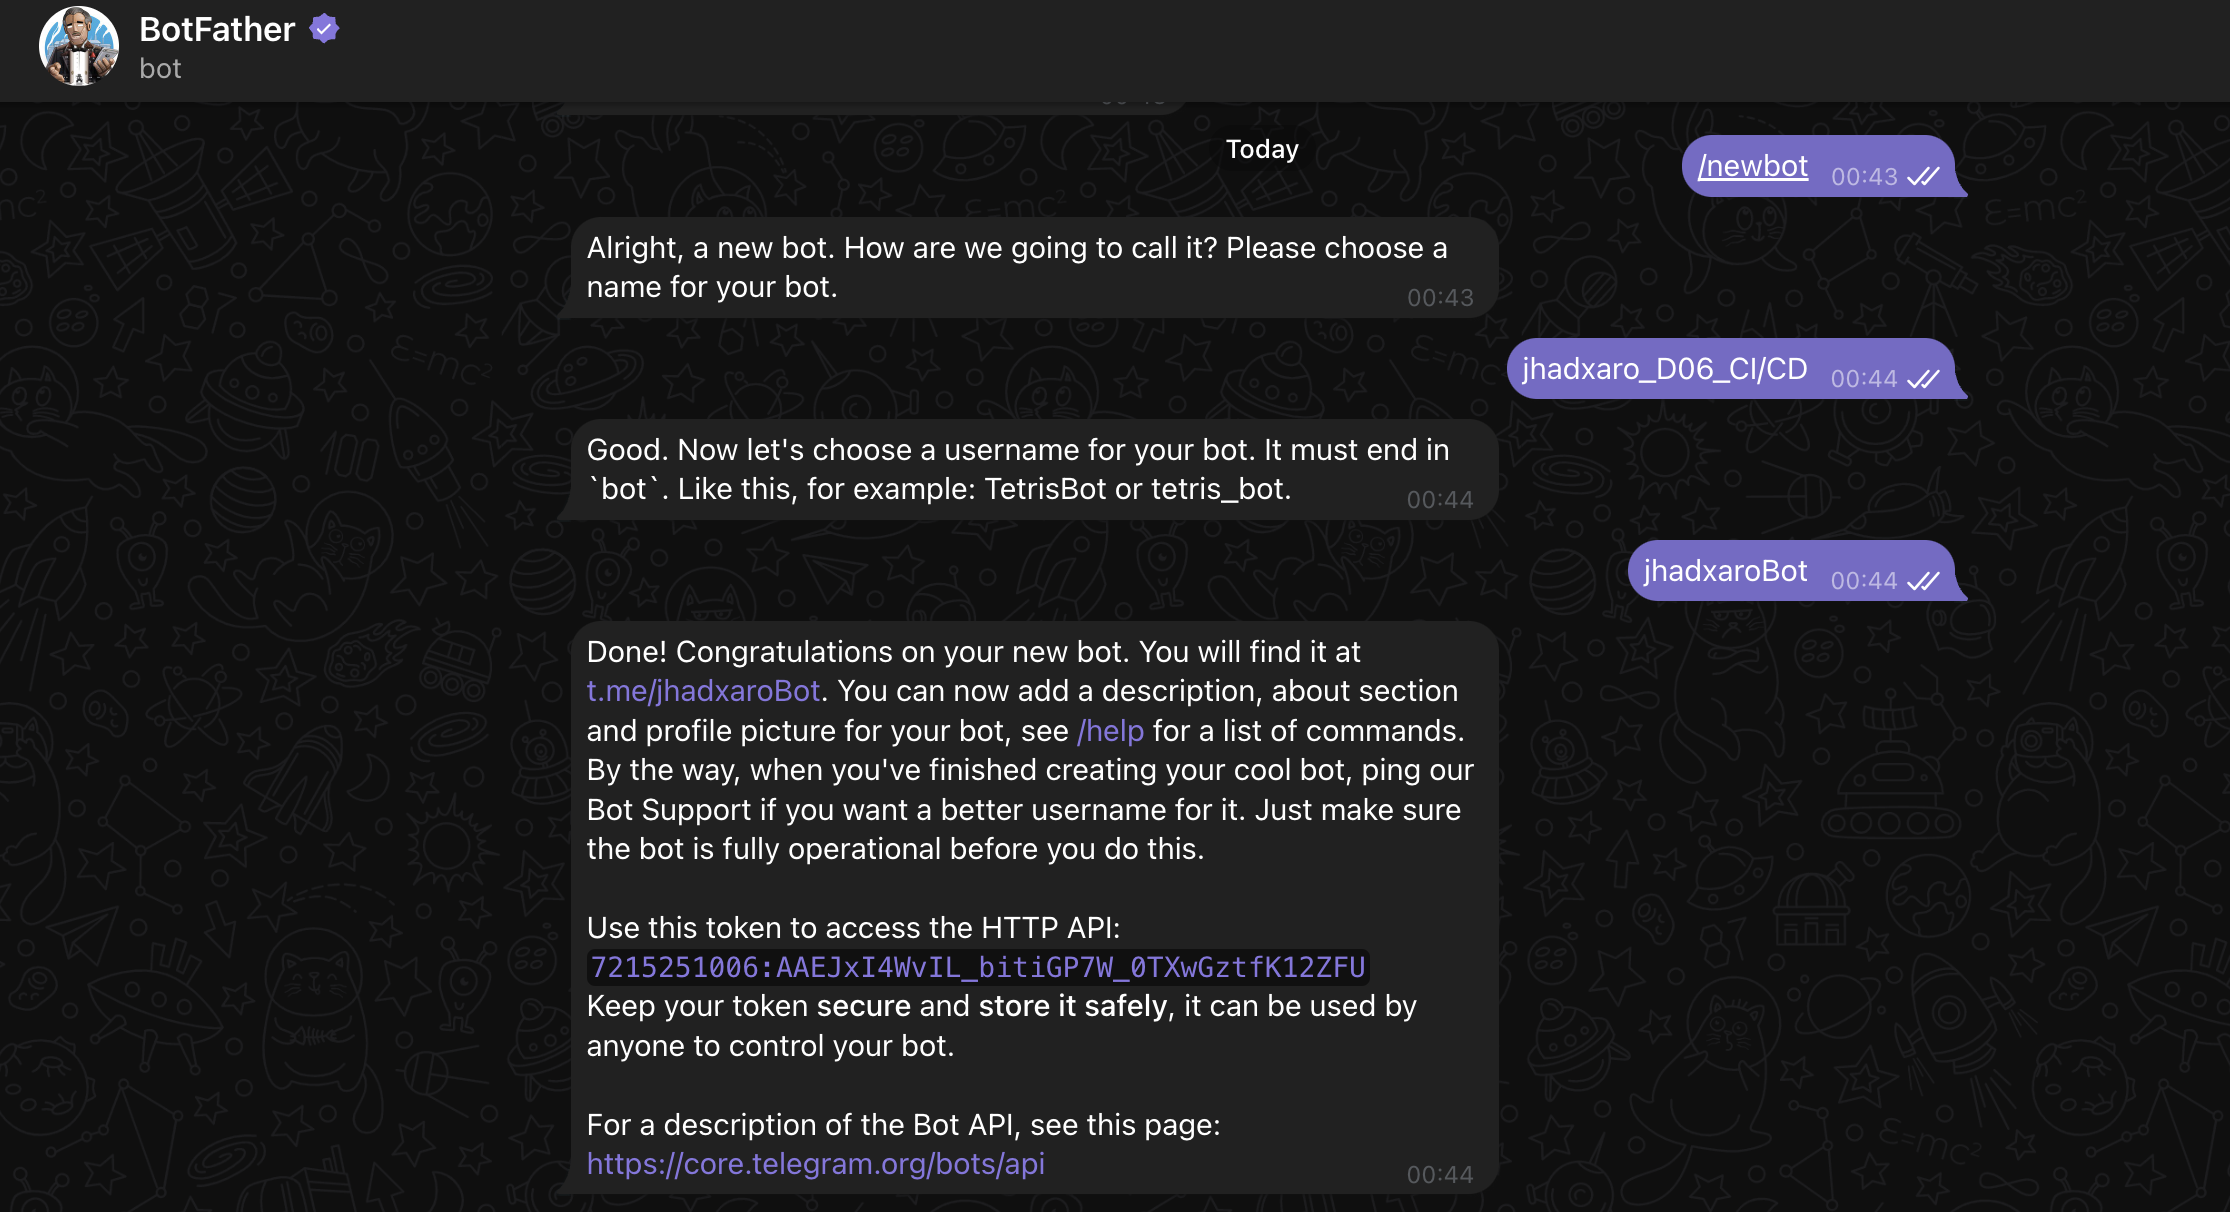 BotFather
bot
Today
/newbot 00:43
Alright, a new bot. How are we going to call it? Please choose a
name for your bot.
00:43
jhadxaro_D06_CI/CD 00:44
Good. Now let's choose a username for your bot. It must end in
`bot`. Like this, for example: TetrisBot or tetris_bot.
00:44
jhadxaroBot 00:44
Done! Congratulations on your new bot. You will find it at
t.me/jhadxaroBot. You can now add a description, about section
and profile picture for your bot, see /help for a list of commands.
By the way, when you've finished creating your cool bot, ping our
Bot Support if you want a better username for it. Just make sure
the bot is fully operational before you do this.
Use this token to access the HTTP API:
7215251006:AAEJxI4WvIL_bitiGP7W_0TXwGztfK12ZFU
Keep your token secure and store it safely, it can be used by
anyone to control your bot.
For a description of the Bot API, see this page:
https://core.telegram.org/bots/api
00:44